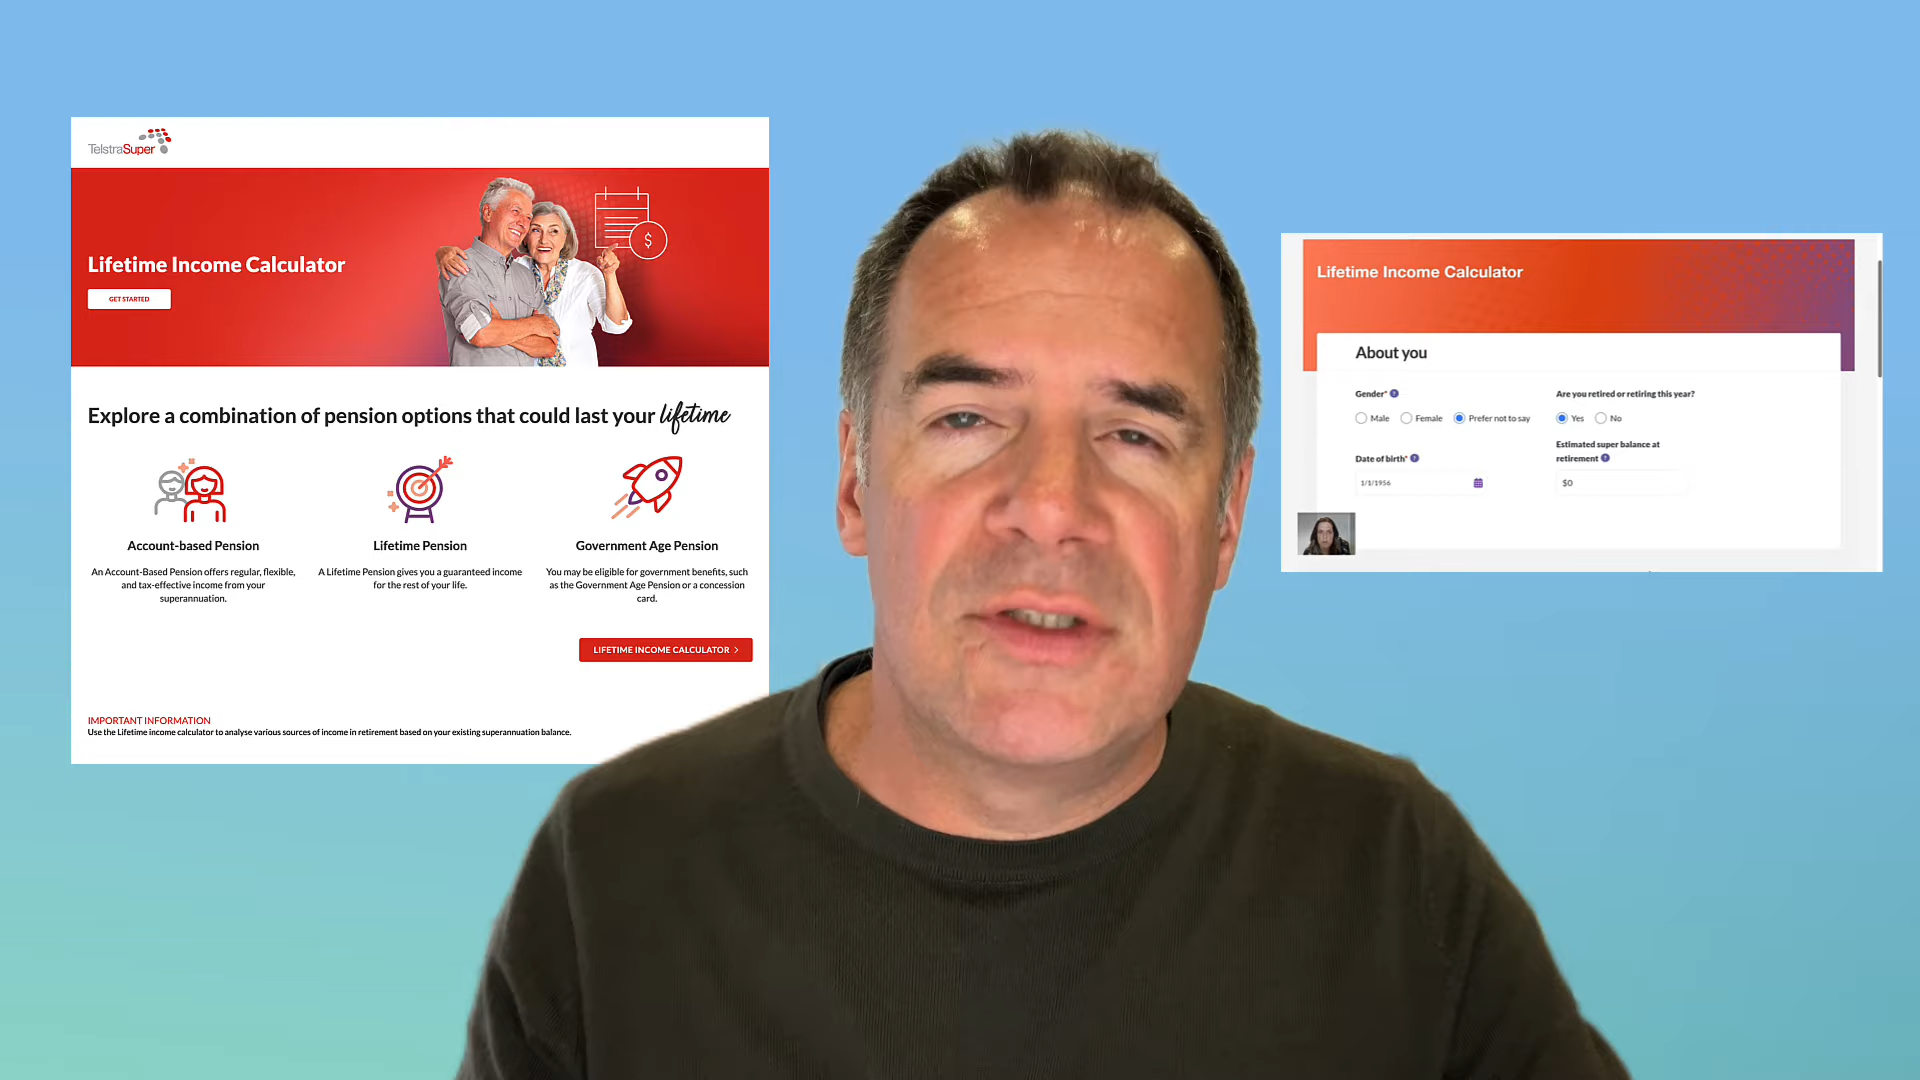 TelstraSuper
Lifetime Income Calculator
GET STARTED
$
Explore a combination of pension options that could last your lifetime
Account-based Pension
An Account-Based Pension offers regular, flexible,
and tax-effective income from your
superannuation.
Lifetime Pension
A Lifetime Pension gives you a guaranteed income
for the rest of your life.
Government Age Pension
You may be eligible for government benefits, such
as the Government Age Pension or a concession
card.
LIFETIME INCOME CALCULATOR >
IMPORTANT INFORMATION
Use the Lifetime income calculator to analyse various sources of income in retirement based on your existing superannuation balance.
Lifetime Income Calculator
About you
Gender* ?
Male Female Prefer not to say
Date of birth* ?
1/1/1956
Are you retired or retiring this year?
Yes No
Estimated super balance at
retirement ?
$0